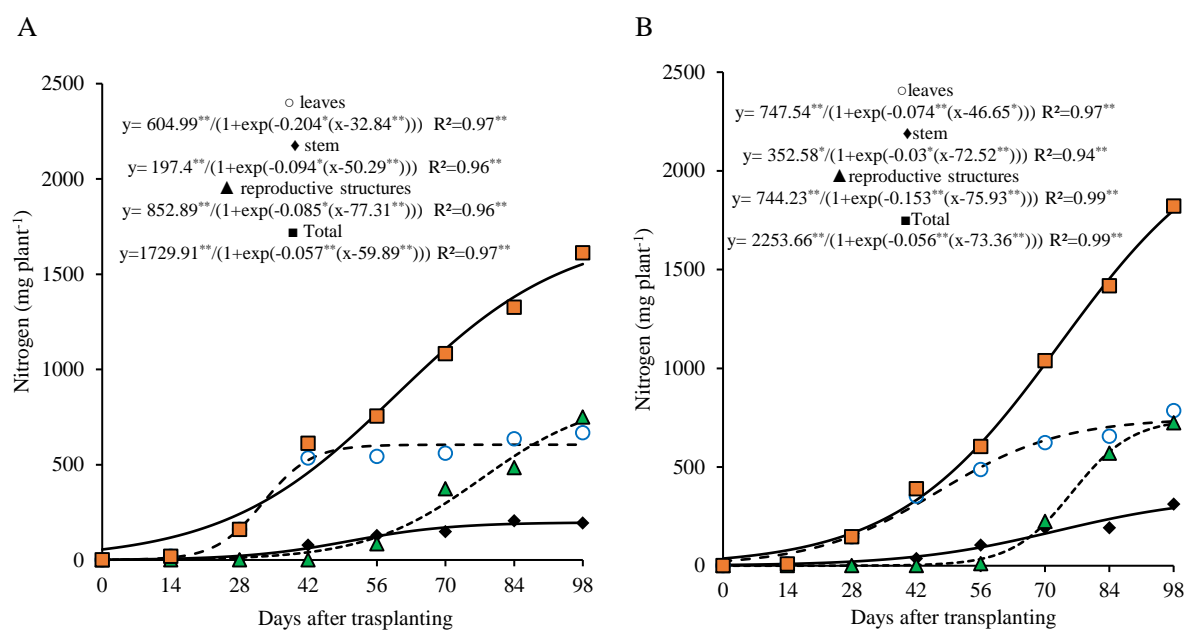 A
Nitrogen (mg plant-1)
2500
2000
1500
1000
500
0
○ leaves
y= 604.99**/(1+exp(-0.204*(x-32.84**))) R²=0.97**
♦ stem
y= 197.4**/(1+exp(-0.094*(x-50.29**))) R²=0.96**
▲ reproductive structures
y= 852.89**/(1+exp(-0.085*(x-77.31**))) R²=0.96**
■ Total
y=1729.91**/(1+exp(-0.057**(x-59.89**))) R²=0.97**
0 14 28 42 56 70 84 98
Days after trasplanting
B
Nitrogen (mg plant-1)
2500
2000
1500
1000
500
0
○leaves
y= 747.54**/(1+exp(-0.074**(x-46.65*))) R²=0.97**
♦stem
y= 352.58*/(1+exp(-0.03*(x-72.52**))) R²=0.94**
▲reproductive structures
y= 744.23**/(1+exp(-0.153**(x-75.93**))) R²=0.99**
■Total
y= 2253.66**/(1+exp(-0.056**(x-73.36**))) R²=0.99**
0 14 28 42 56 70 84 98
Days after transplanting